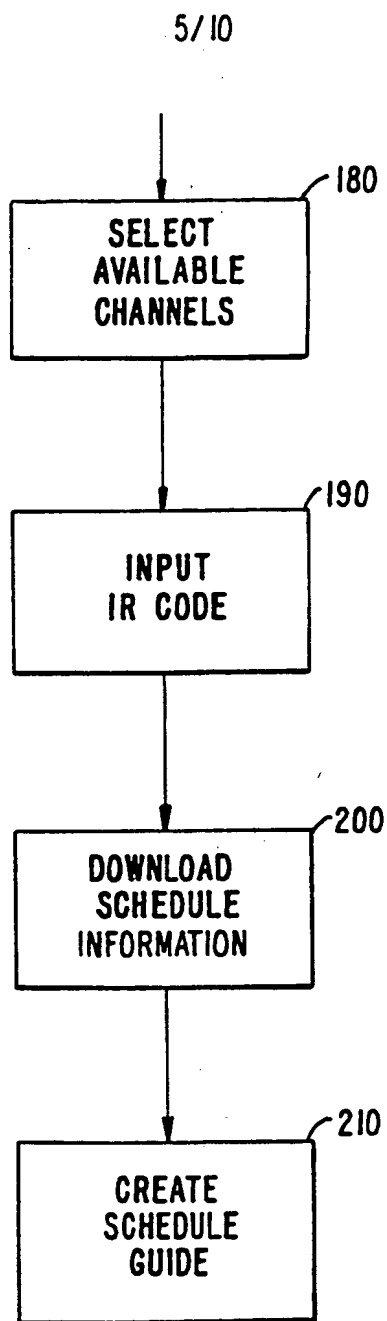 5/10
180
SELECT
AVAILABLE
CHANNELS
190
INPUT
IR CODE
200
DOWNLOAD
SCHEDULE
INFORMATION
210
CREATE
SCHEDULE
GUIDE